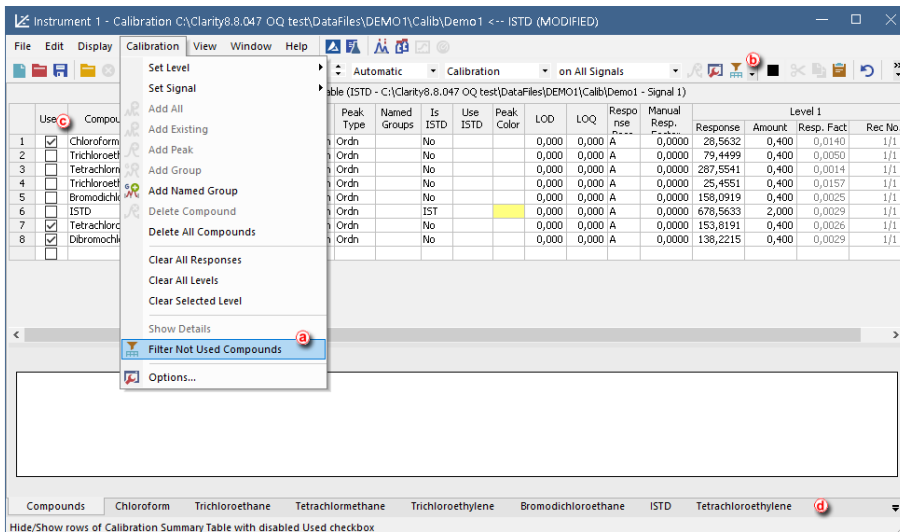 Instrument 1 - Calibration C:\Clarity8.8.047 OQ test\DataFiles\DEMO1\Calib\Demo1 <-- ISTD (MODIFIED)
File Edit Display Calibration View Window Help
Automatic Calibration on All Signals
b
able (ISTD - C:\Clarity8.8.047 OQ test\DataFiles\DEMO1\Calib\Demo1 - Signal 1)
Used c Compou Peak Type Named Groups Is ISTD Use ISTD Peak Color LOD LOQ Respo nse Manual Resp. Level 1
Response Amount Resp. Fact Rec No.
1 Chloroform Ordn No 0,000 0,000 A 0,0000 28,5632 0,400 0,0140 1/1
2 Trichloroeth Ordn No 0,000 0,000 A 0,0000 79,4499 0,400 0,0050 1/1
3 Tetrachlorm Ordn No 0,000 0,000 A 0,0000 287,5541 0,400 0,0014 1/1
4 Trichloroeth Ordn No 0,000 0,000 A 0,0000 25,4551 0,400 0,0157 1/1
5 Bromodichlo Ordn No 0,000 0,000 A 0,0000 158,0919 0,400 0,0025 1/1
6 ISTD Ordn IST 0,000 0,000 A 0,0000 678,5633 2,000 0,0029 1/1
7 Tetrachloro Ordn No 0,000 0,000 A 0,0000 153,8191 0,400 0,0026 1/1
8 Dibromochlo Ordn No 0,000 0,000 A 0,0000 138,2215 0,400 0,0029 1/1
Set Level
Set Signal
Add All
Add Existing
Add Peak
Add Group
Add Named Group
Delete Compound
Delete All Compounds
Clear All Responses
Clear All Levels
Clear Selected Level
Show Details
a
Filter Not Used Compounds
Options...
Compounds Chloroform Trichloroethane Tetrachlormethane Trichloroethylene Bromodichloroethane ISTD Tetrachloroethylene d
Hide/Show rows of Calibration Summary Table with disabled Used checkbox